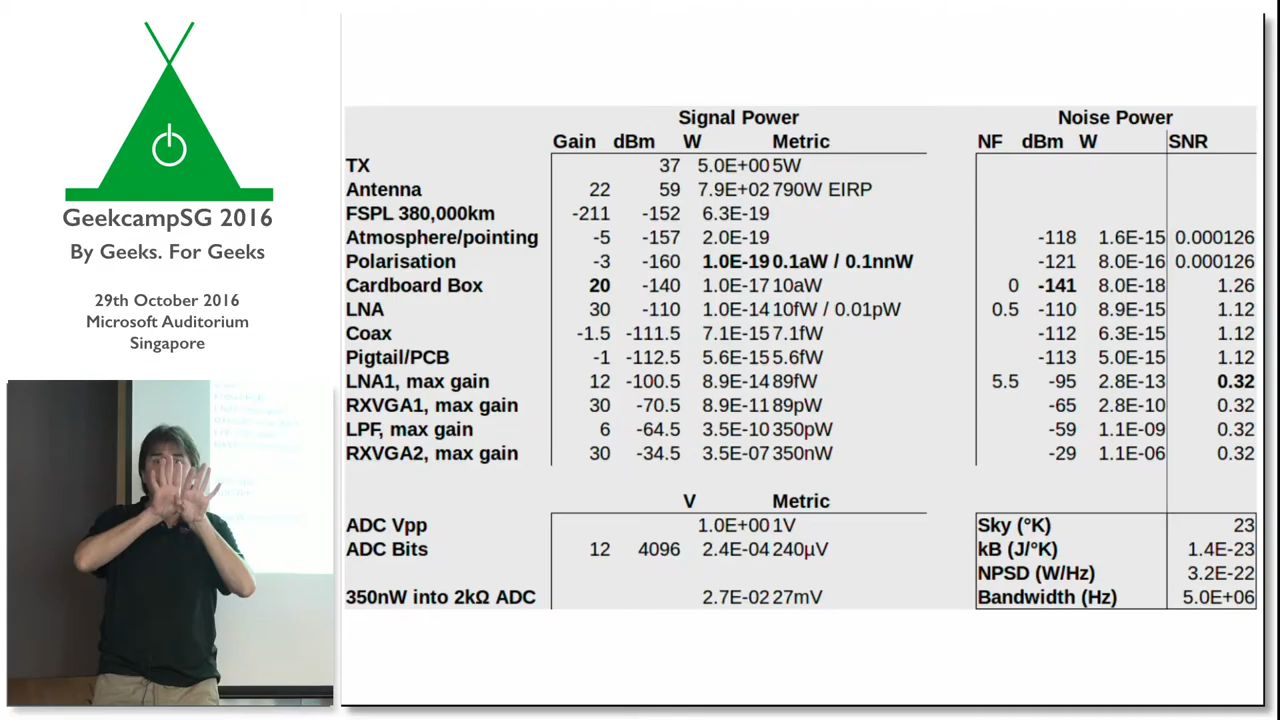 GeekcampSG 2016
By Geeks. For Geeks
29th October 2016
Microsoft Auditorium
Singapore
Signal Power Noise Power
Gain dBm W Metric NF dBm W SNR
TX 37 5.0E+00 5W
Antenna 22 59 7.9E+02 790W EIRP
FSPL 380,000km -211 -152 6.3E-19
Atmosphere/pointing -5 -157 2.0E-19 -118 1.6E-15 0.000126
Polarisation -3 -160 1.0E-19 0.1aW / 0.1nnW -121 8.0E-16 0.000126
Cardboard Box 20 -140 1.0E-17 10aW 0 -141 8.0E-18 1.26
LNA 30 -110 1.0E-14 10fW / 0.01pW 0.5 -110 8.9E-15 1.12
Coax -1.5 -111.5 7.1E-15 7.1fW -112 6.3E-15 1.12
Pigtail/PCB -1 -112.5 5.6E-15 5.6fW -113 5.0E-15 1.12
LNA1, max gain 12 -100.5 8.9E-14 89fW 5.5 -95 2.8E-13 0.32
RXVGA1, max gain 30 -70.5 8.9E-11 89pW -65 2.8E-10 0.32
LPF, max gain 6 -64.5 3.5E-10 350pW -59 1.1E-09 0.32
RXVGA2, max gain 30 -34.5 3.5E-07 350nW -29 1.1E-06 0.32
V Metric
ADC Vpp 1.0E+00 1V Sky (°K) 23
ADC Bits 12 4096 2.4E-04 240µV kB (J/°K) 1.4E-23
NPSD (W/Hz) 3.2E-22
350nW into 2kΩ ADC 2.7E-02 27mV Bandwidth (Hz) 5.0E+06